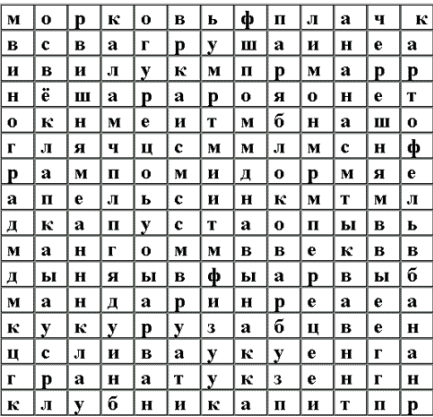 м о р к о в ь ф п л а ч к
в с в а г р у ш а и н е а
и в и л у к м п р м а р р
н ё ш а р а р о я о н е т
о к н м е и т м б н а ш о
г л я ч ц с м м л м с н ф
р а м п о м и д о р м я е
а п е л ь с и н к м т м л
д к а п у с т а о п ы в ь
м а н г о м м в в е к в в
д ы н я ы в ф ы а р в ы б
м а н д а р и н р е а е а
к у к у р у з а б ц в е н
ц с л и в а у к у е н г а
г р а н а т у к з е н г н
к л у б н и к а п и т п р